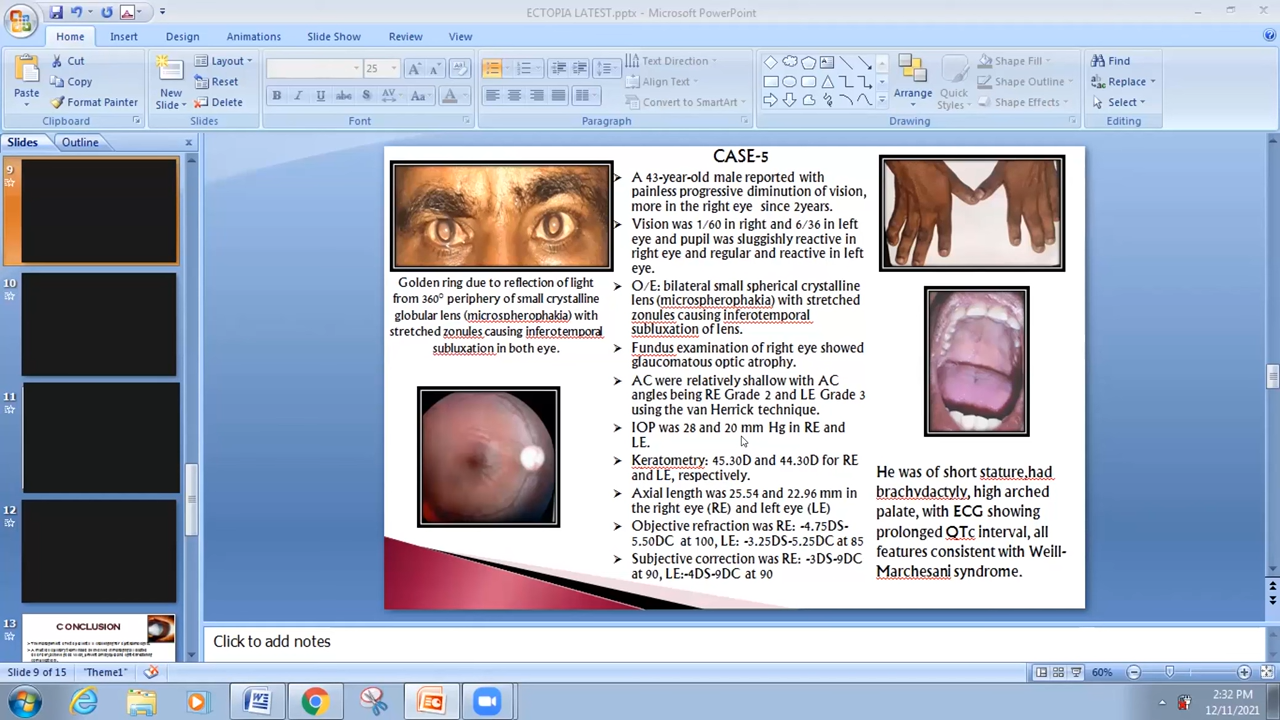 ECTOPIA LATEST.pptx - Microsoft PowerPoint
Home Insert Design Animations Slide Show Review View
Paste
Cut
Copy
Format Painter
Clipboard
New Slide
Layout
Reset
Delete
Slides
25
B I U abc S AV Aa A
Font
Text Direction
Align Text
Convert to SmartArt
Paragraph
Arrange
Quick Styles
Shape Fill
Shape Outline
Shape Effects
Drawing
Find
Replace
Select
Editing
Slides Outline
9
10
11
12
13
CONCLUSION
CASE-5
A 43-year-old male reported with
painless progressive diminution of vision,
more in the right eye since 2years.
Vision was 1/60 in right and 6/36 in left
eye and pupil was sluggishly reactive in
right eye and regular and reactive in left
eye.
O/E: bilateral small spherical crystalline
lens (microspherophakia) with stretched
zonules causing inferotemporal
subluxation of lens.
Fundus examination of right eye showed
glaucomatous optic atrophy.
AC were relatively shallow with AC
angles being RE Grade 2 and LE Grade 3
using the van Herrick technique.
IOP was 28 and 20 mm Hg in RE and
LE.
Keratometry: 45.30D and 44.30D for RE
and LE, respectively.
Axial length was 25.54 and 22.96 mm in
the right eye (RE) and left eye (LE)
Objective refraction was RE: -4.75DS-
5.50DC at 100, LE: -3.25DS-5.25DC at 85
Subjective correction was RE: -3DS-9DC
at 90, LE:-4DS-9DC at 90
Golden ring due to reflection of light
from 360° periphery of small crystalline
globular lens (microspherophakia) with
stretched zonules causing inferotemporal
subluxation in both eye.
He was of short stature,had
brachydactyly, high arched
palate, with ECG showing
prolonged QTc interval, all
features consistent with Weill-
Marchesani syndrome.
Click to add notes
Slide 9 of 15 "Theme1" 60%
2:32 PM
12/11/2021